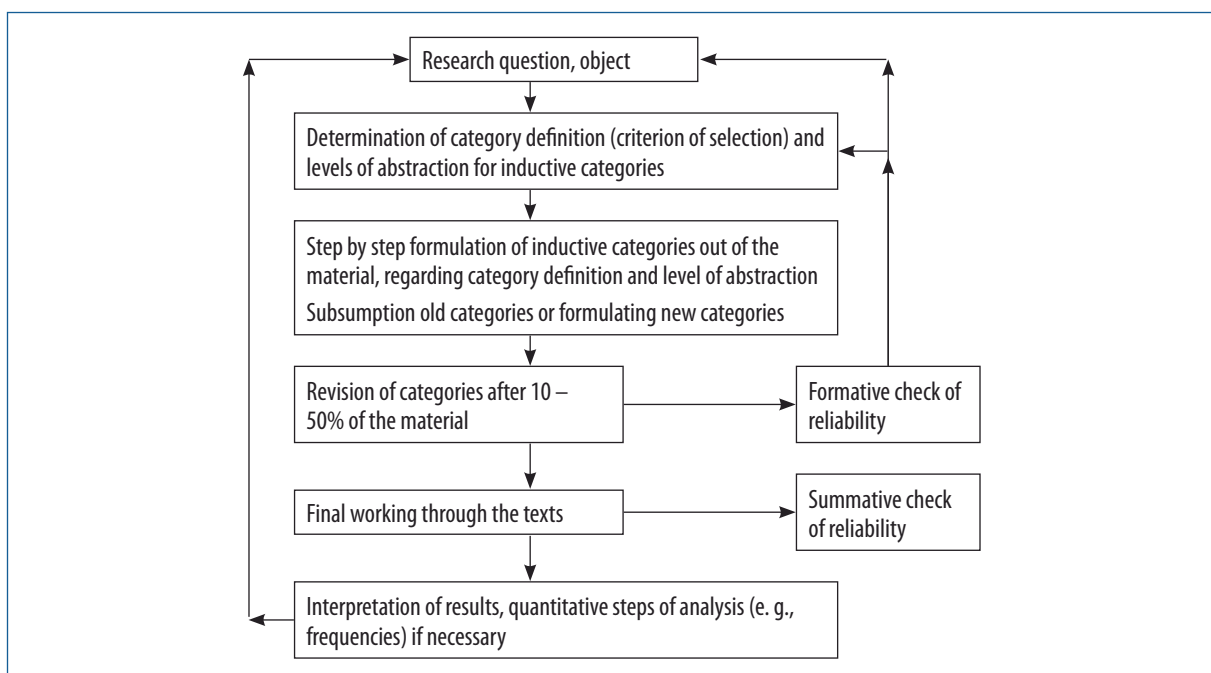 Research question, object
Determination of category definition (criterion of selection) and
levels of abstraction for inductive categories
Step by step formulation of inductive categories out of the
material, regarding category definition and level of abstraction
Subsumption old categories or formulating new categories
Revision of categories after 10 –
50% of the material
Formative check of
reliability
Final working through the texts
Summative check
of reliability
Interpretation of results, quantitative steps of analysis (e. g.,
frequencies) if necessary